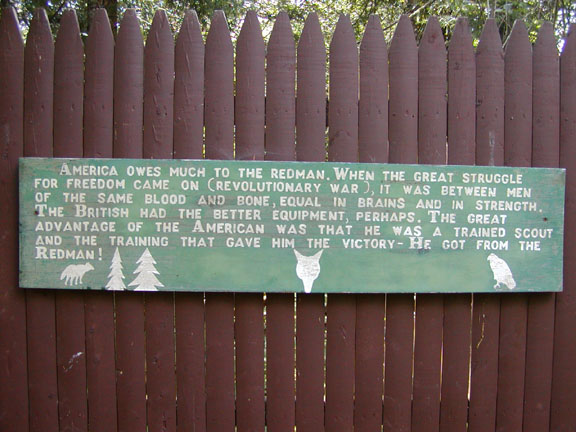 America owes much to the Redman. When the great struggle
for freedom came on (Revolutionary War), it was between men
of the same blood and bone, equal in brains and in strength.
The British had the better equipment, perhaps. The great
advantage of the American was that he was a trained scout
and the training that gave him the victory - He got from the
Redman!